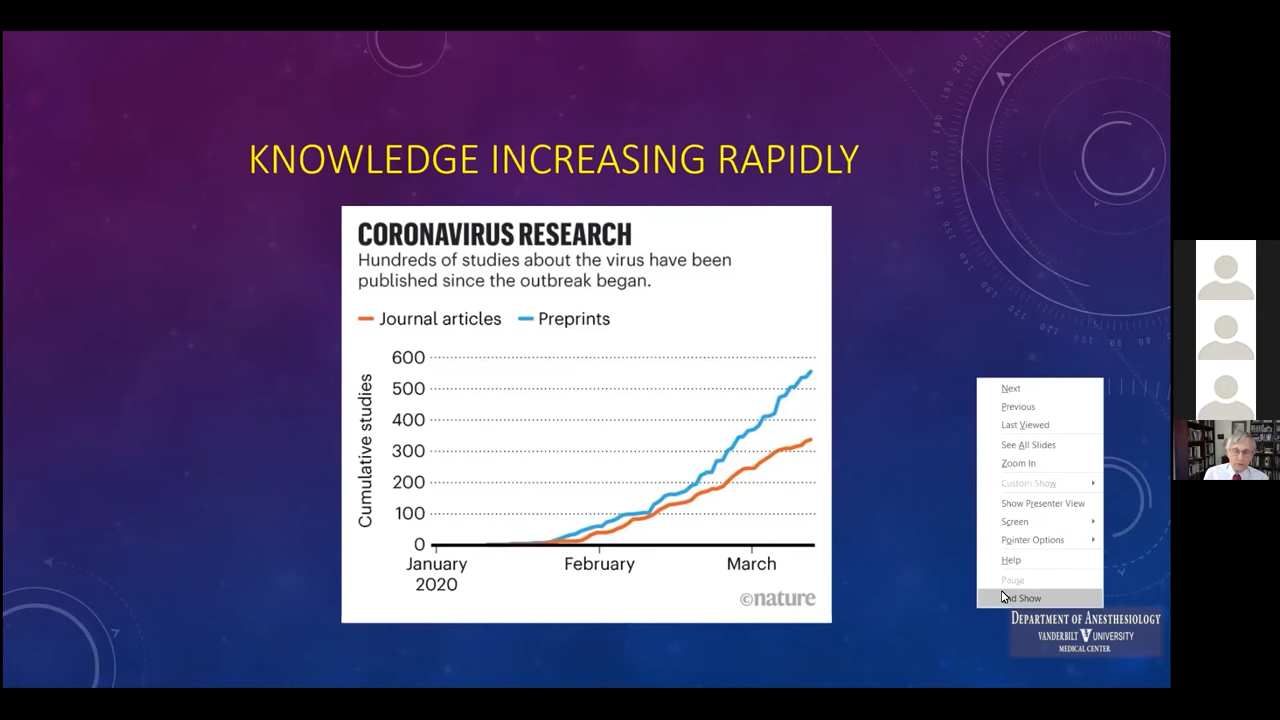 KNOWLEDGE INCREASING RAPIDLY
CORONAVIRUS RESEARCH
Hundreds of studies about the virus have been
published since the outbreak began.
Journal articles Preprints
Cumulative studies
600
500
400
300
200
100
0
January February March
2020
©nature
Next
Previous
Last Viewed
See All Slides
Zoom In
Custom Show
Show Presenter View
Screen
Pointer Options
Help
Pause
End Show
DEPARTMENT OF ANESTHESIOLOGY
VANDERBILT V UNIVERSITY
MEDICAL CENTER